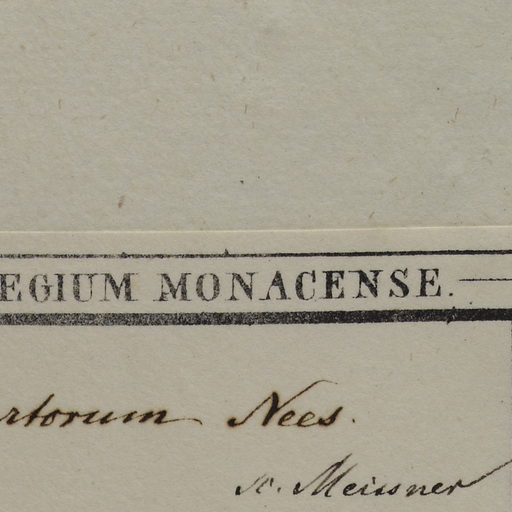 EGIUM MONACENSE.
rtorum Nees.
Meissner